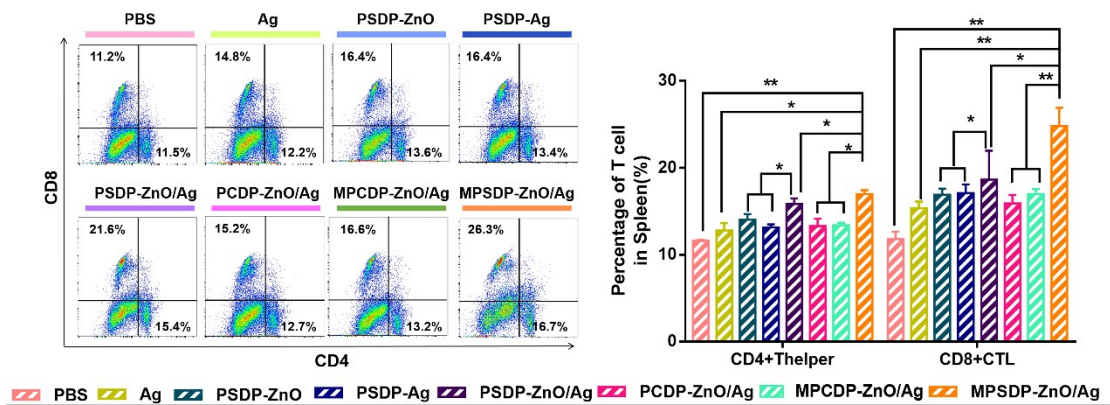 PBS Ag PSDP-ZnO PSDP-Ag
11.2% 14.8% 16.4% 16.4%
11.5% 12.2% 13.6% 13.4%
PSDP-ZnO/Ag PCDP-ZnO/Ag MPCDP-ZnO/Ag MPSDP-ZnO/Ag
21.6% 15.2% 16.6% 26.3%
15.4% 12.7% 13.2% 16.7%
CD8
CD4
Percentage of T cell
in Spleen(%)
30
20
10
0
** * * * *
** ** * ** *
CD4+Thelper CD8+CTL
PBS Ag PSDP-ZnO PSDP-Ag PSDP-ZnO/Ag PCDP-ZnO/Ag MPCDP-ZnO/Ag MPSDP-ZnO/Ag